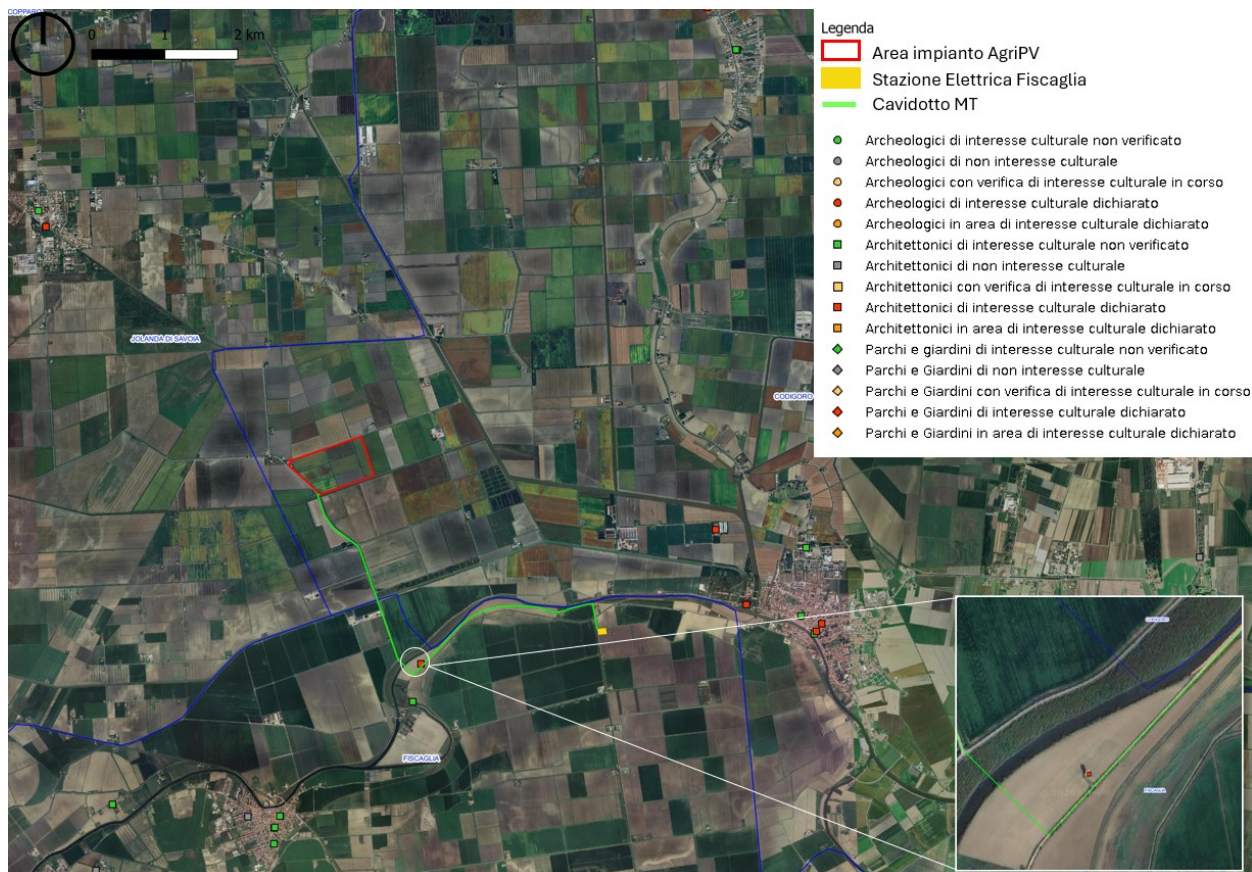 COPPARO
0 1 2 km
Legenda
Area impianto AgriPV
Stazione Elettrica Fiscaglia
Cavidotto MT
Archeologici di interesse culturale non verificato
Archeologici di non interesse culturale
Archeologici con verifica di interesse culturale in corso
Archeologici di interesse culturale dichiarato
Archeologici in area di interesse culturale dichiarato
Architettonici di interesse culturale non verificato
Architettonici di non interesse culturale
Architettonici con verifica di interesse culturale in corso
Architettonici di interesse culturale dichiarato
Architettonici in area di interesse culturale dichiarato
Parchi e giardini di interesse culturale non verificato
Parchi e Giardini di non interesse culturale
Parchi e Giardini con verifica di interesse culturale in corso
Parchi e Giardini di interesse culturale dichiarato
Parchi e Giardini in area di interesse culturale dichiarato
JOLANDA DI SAVOIA
CODIGORO
FISCAGLIA
CODIGORO
FISCAGLIA